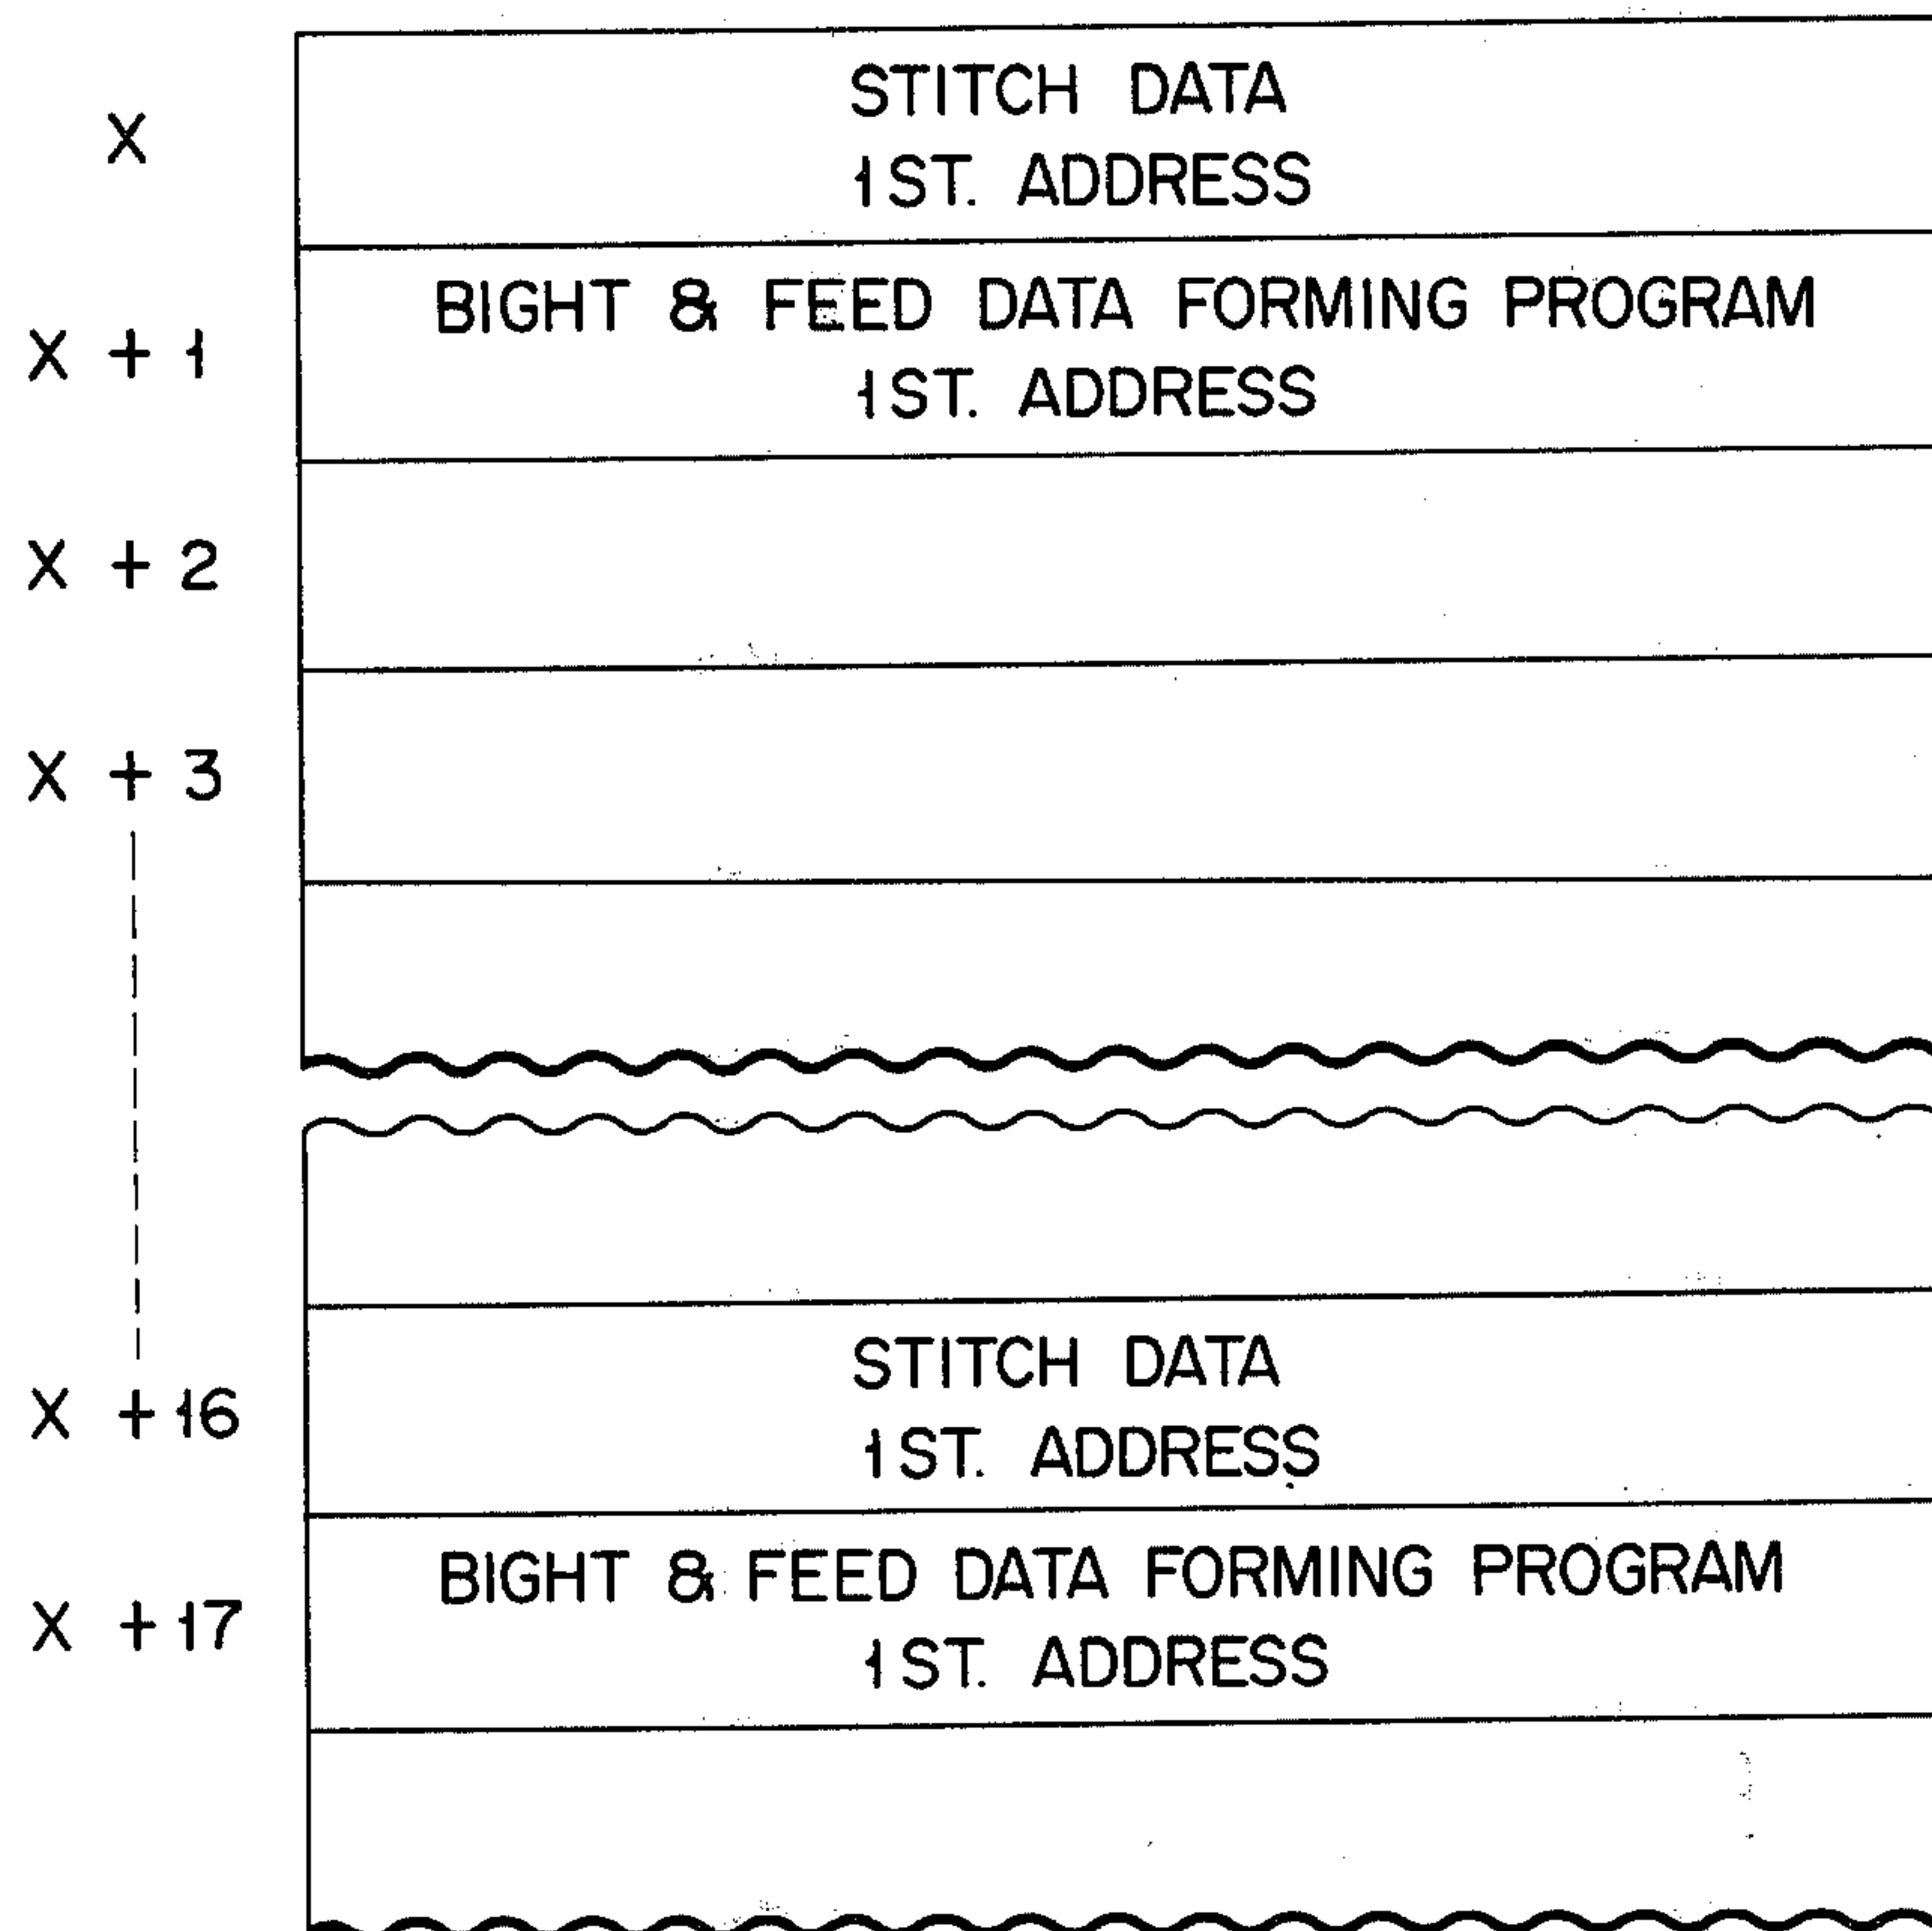 X
STITCH DATA
1ST. ADDRESS
X + 1
BIGHT & FEED DATA FORMING PROGRAM
1ST. ADDRESS
X + 2
X + 3
X + 16
STITCH DATA
1ST. ADDRESS
X + 17
BIGHT & FEED DATA FORMING PROGRAM
1ST. ADDRESS